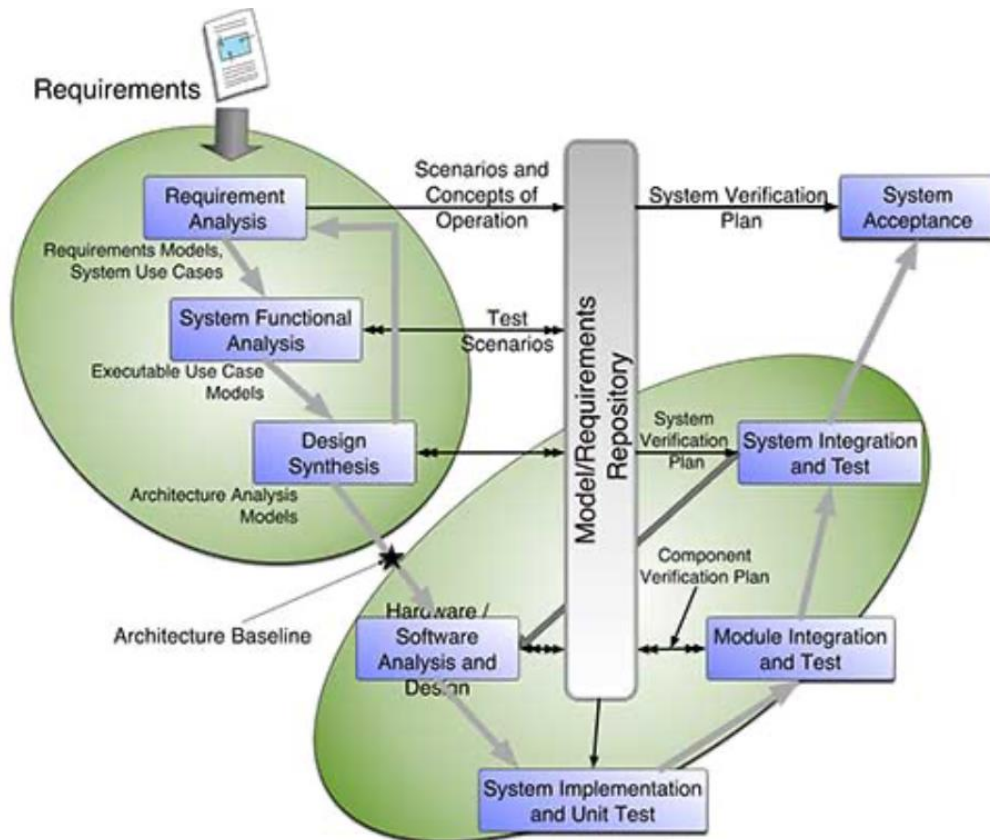 Requirements
Requirement
Analysis
Scenarios and
Concepts of
Operation
System Verification
Plan
System
Acceptance
Requirements Models,
System Use Cases
System Functional
Analysis
Test
Scenarios
Executable Use Case
Models
Model/Requirements
Repository
Design
Synthesis
System
Verification
Plan
System Integration
and Test
Architecture Analysis
Models
Component
Verification Plan
Architecture Baseline
Hardware /
Software
Analysis and
Design
Module Integration
and Test
System Implementation
and Unit Test